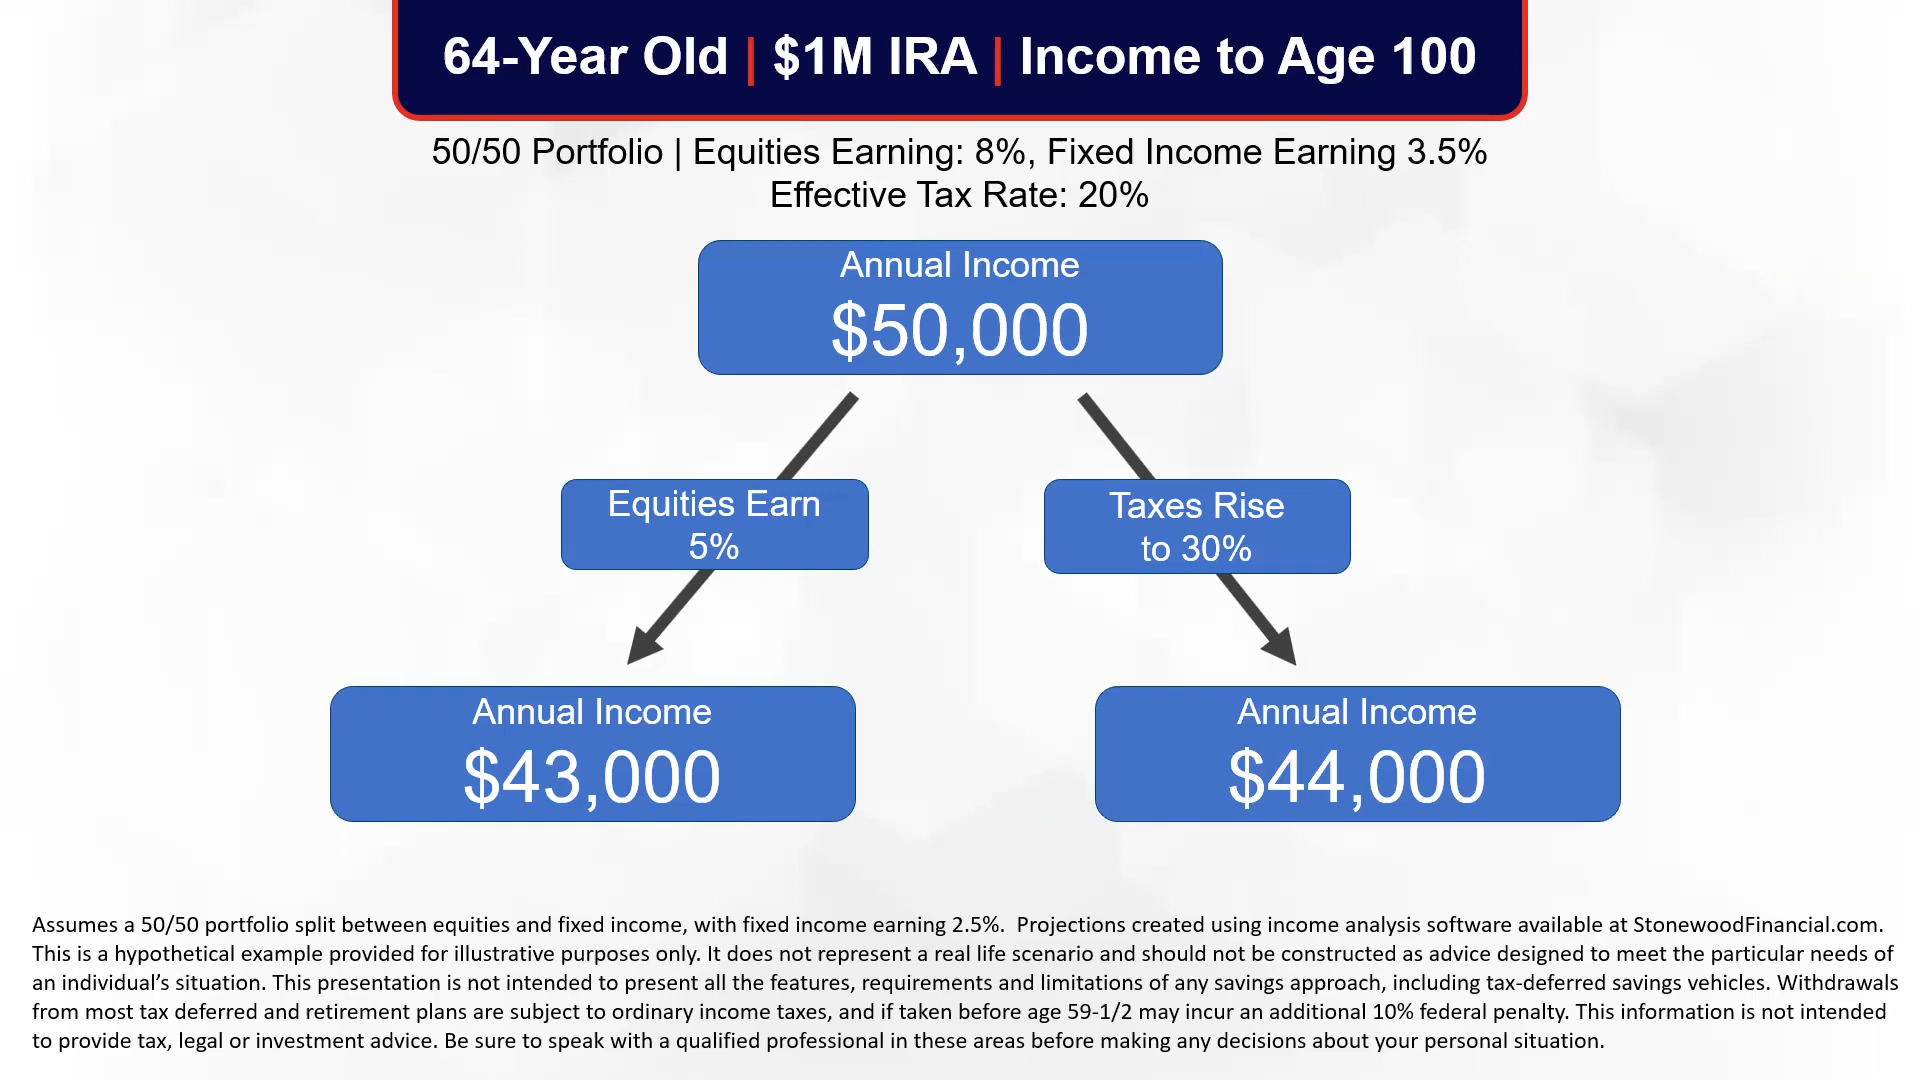 64-Year Old | $1M IRA | Income to Age 100
50/50 Portfolio | Equities Earning: 8%, Fixed Income Earning 3.5%
Effective Tax Rate: 20%
Annual Income
$50,000
Equities Earn
5%
Taxes Rise
to 30%
Annual Income
$43,000
Annual Income
$44,000
Assumes a 50/50 portfolio split between equities and fixed income, with fixed income earning 2.5%.  Projections created using income analysis software available at StonewoodFinancial.com.
This is a hypothetical example provided for illustrative purposes only. It does not represent a real life scenario and should not be constructed as advice designed to meet the particular needs of
an individual’s situation. This presentation is not intended to present all the features, requirements and limitations of any savings approach, including tax-deferred savings vehicles. Withdrawals
from most tax deferred and retirement plans are subject to ordinary income taxes, and if taken before age 59-1/2 may incur an additional 10% federal penalty. This information is not intended
to provide tax, legal or investment advice. Be sure to speak with a qualified professional in these areas before making any decisions about your personal situation.